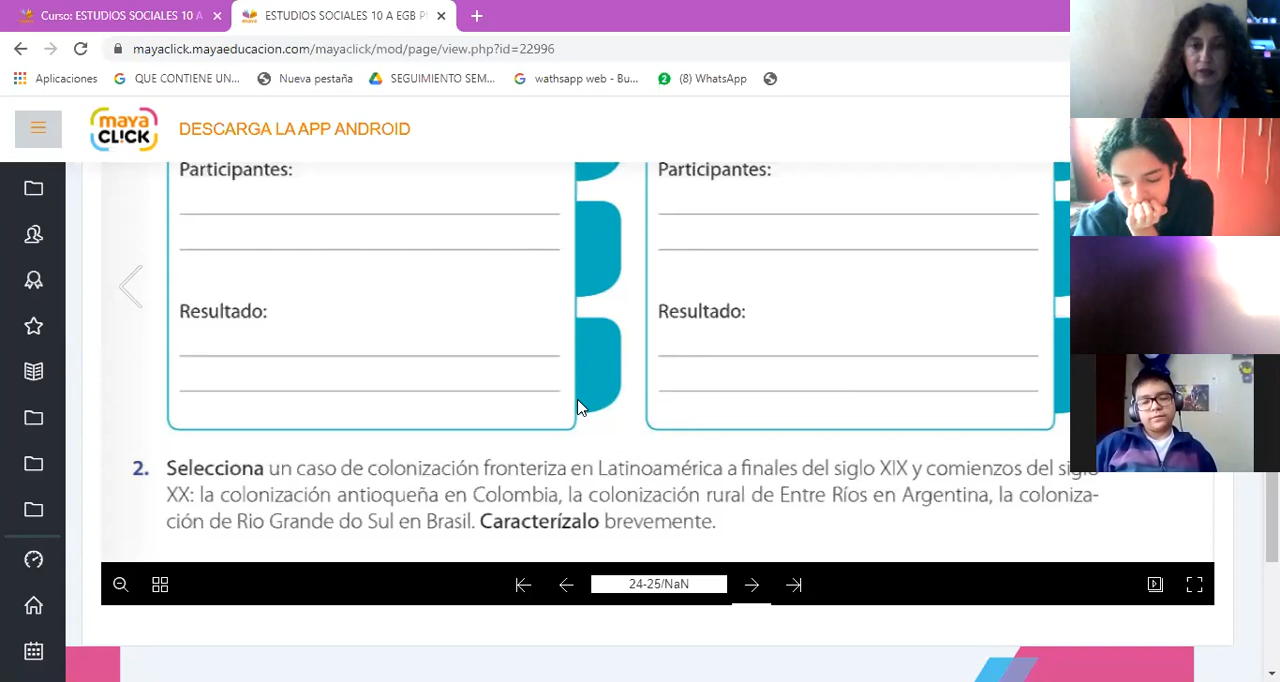 Curso: ESTUDIOS SOCIALES 10 A
ESTUDIOS SOCIALES 10 A EGB P
mayaclick.mayaeducacion.com/mayaclick/mod/page/view.php?id=22996
Aplicaciones
QUE CONTIENE UN...
Nueva pestaña
SEGUIMIENTO SEM...
wathsapp web - Bu...
2
(8) WhatsApp
maya
CLICK
DESCARGA LA APP ANDROID
Participantes:
Participantes:
Resultado:
Resultado:
2. Selecciona un caso de colonización fronteriza en Latinoamérica a finales del siglo XIX y comienzos del siglo
XX: la colonización antioqueña en Colombia, la colonización rural de Entre Ríos en Argentina, la coloniza-
ción de Rio Grande do Sul en Brasil. Caracterízalo brevemente.
24-25/NaN